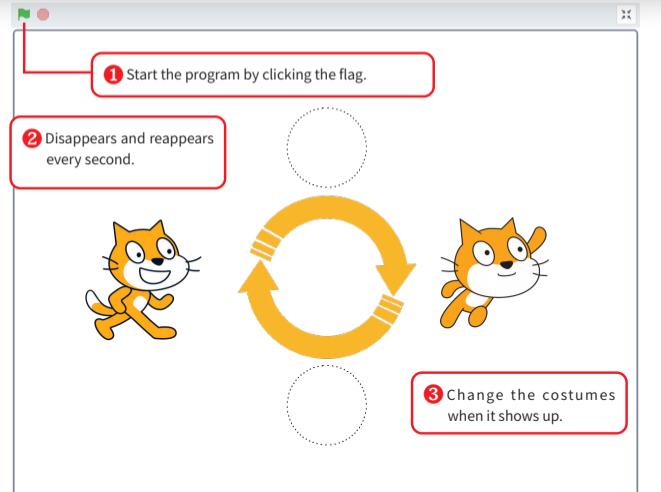 1 Start the program by clicking the flag.
2 Disappears and reappears
every second.
3 Change the costumes
when it shows up.